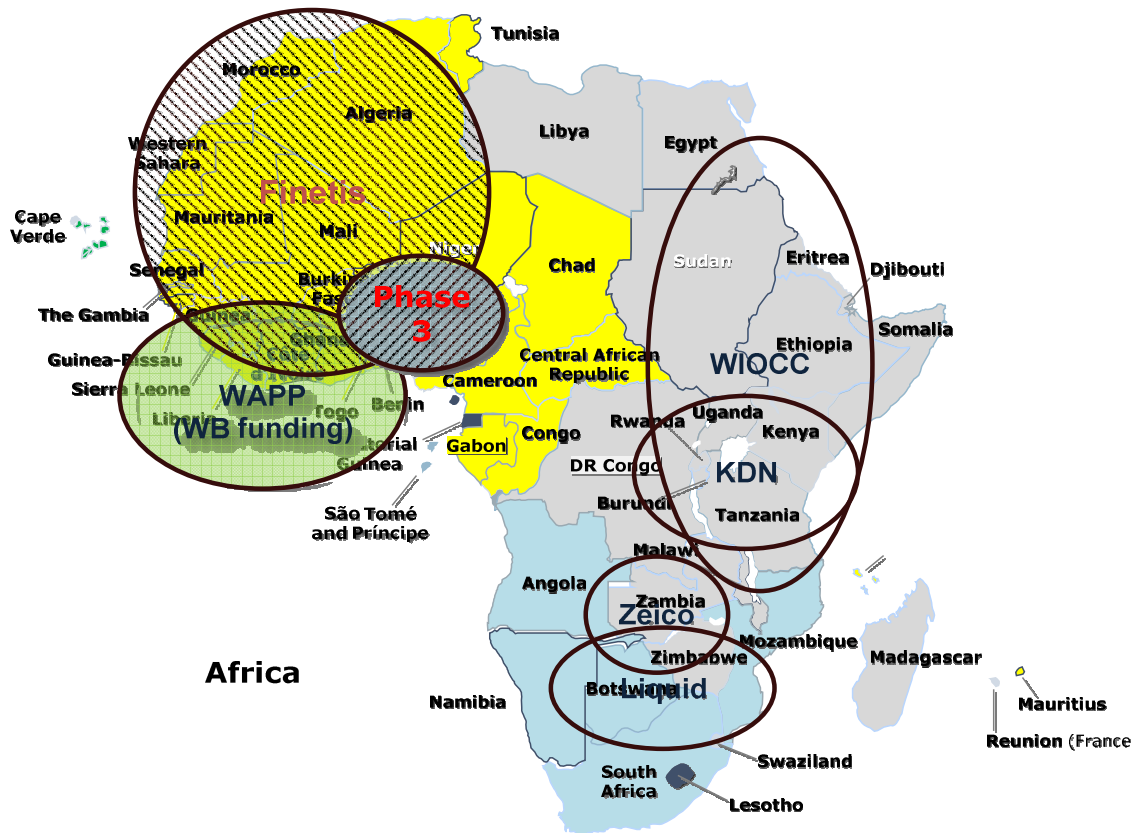 Tunisia
Morocco
Algeria
Libya
Egypt
Western
Sahara
Finetis
Mauritania
Mali
Niger
Cape
Verde
Chad
Sudan
Eritrea
Djibouti
Senegal
Phase
3
The Gambia
Guinea
Somalia
Ethiopia
Guinea-Bissau
Central African
Republic
WIOCC
Cameroon
Sierra Leone
WAPP
(WB funding)
Liberia
Togo
Benin
Rwanda
Uganda
Kenya
Congo
Gabon
Guinea
DR Congo
KDN
Burundi
Tanzania
São Tomé
and Príncipe
Malawi
Angola
Zambia
Zeico
Mozambique
Zimbabwe
Madagascar
Africa
Botswana
Liquid
Namibia
Mauritius
Reunion (France
Swaziland
South
Africa
Lesotho